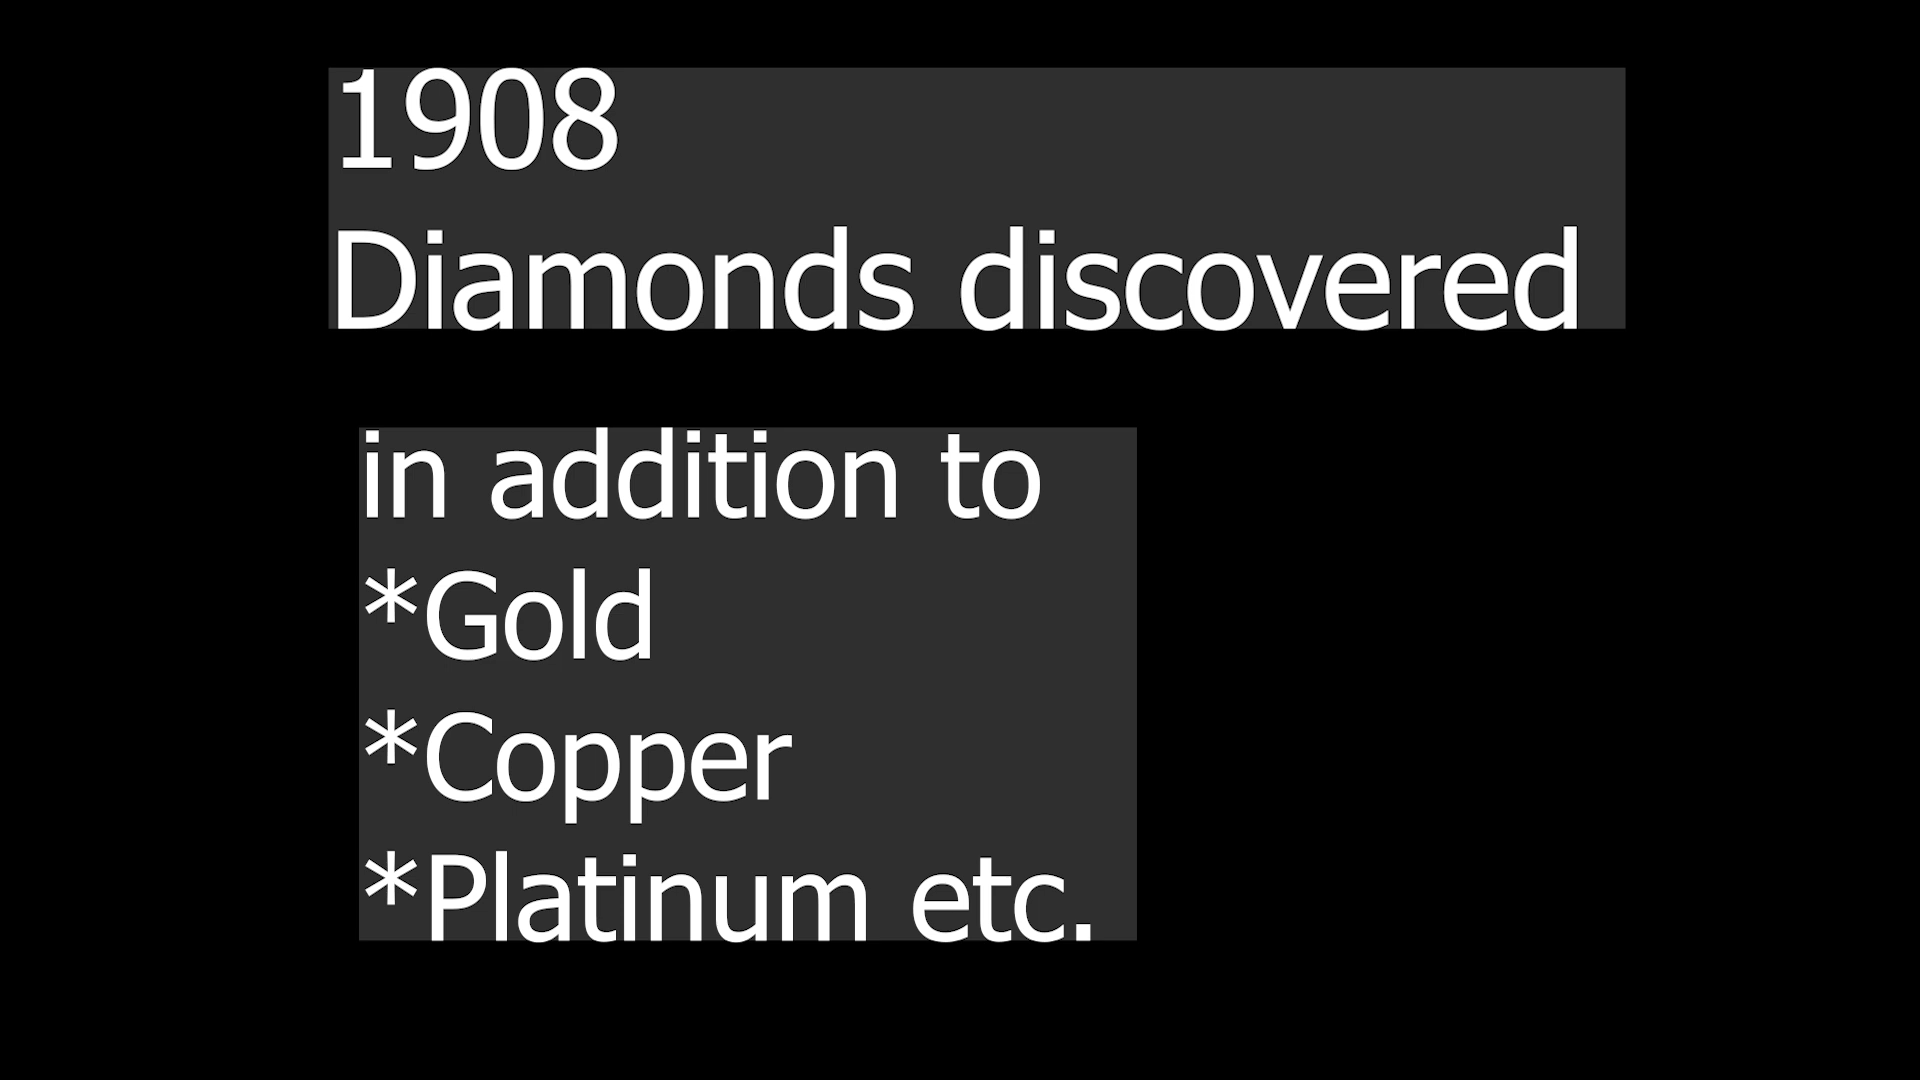 1908
Diamonds discovered
in addition to
*Gold
*Copper
*Platinum etc.